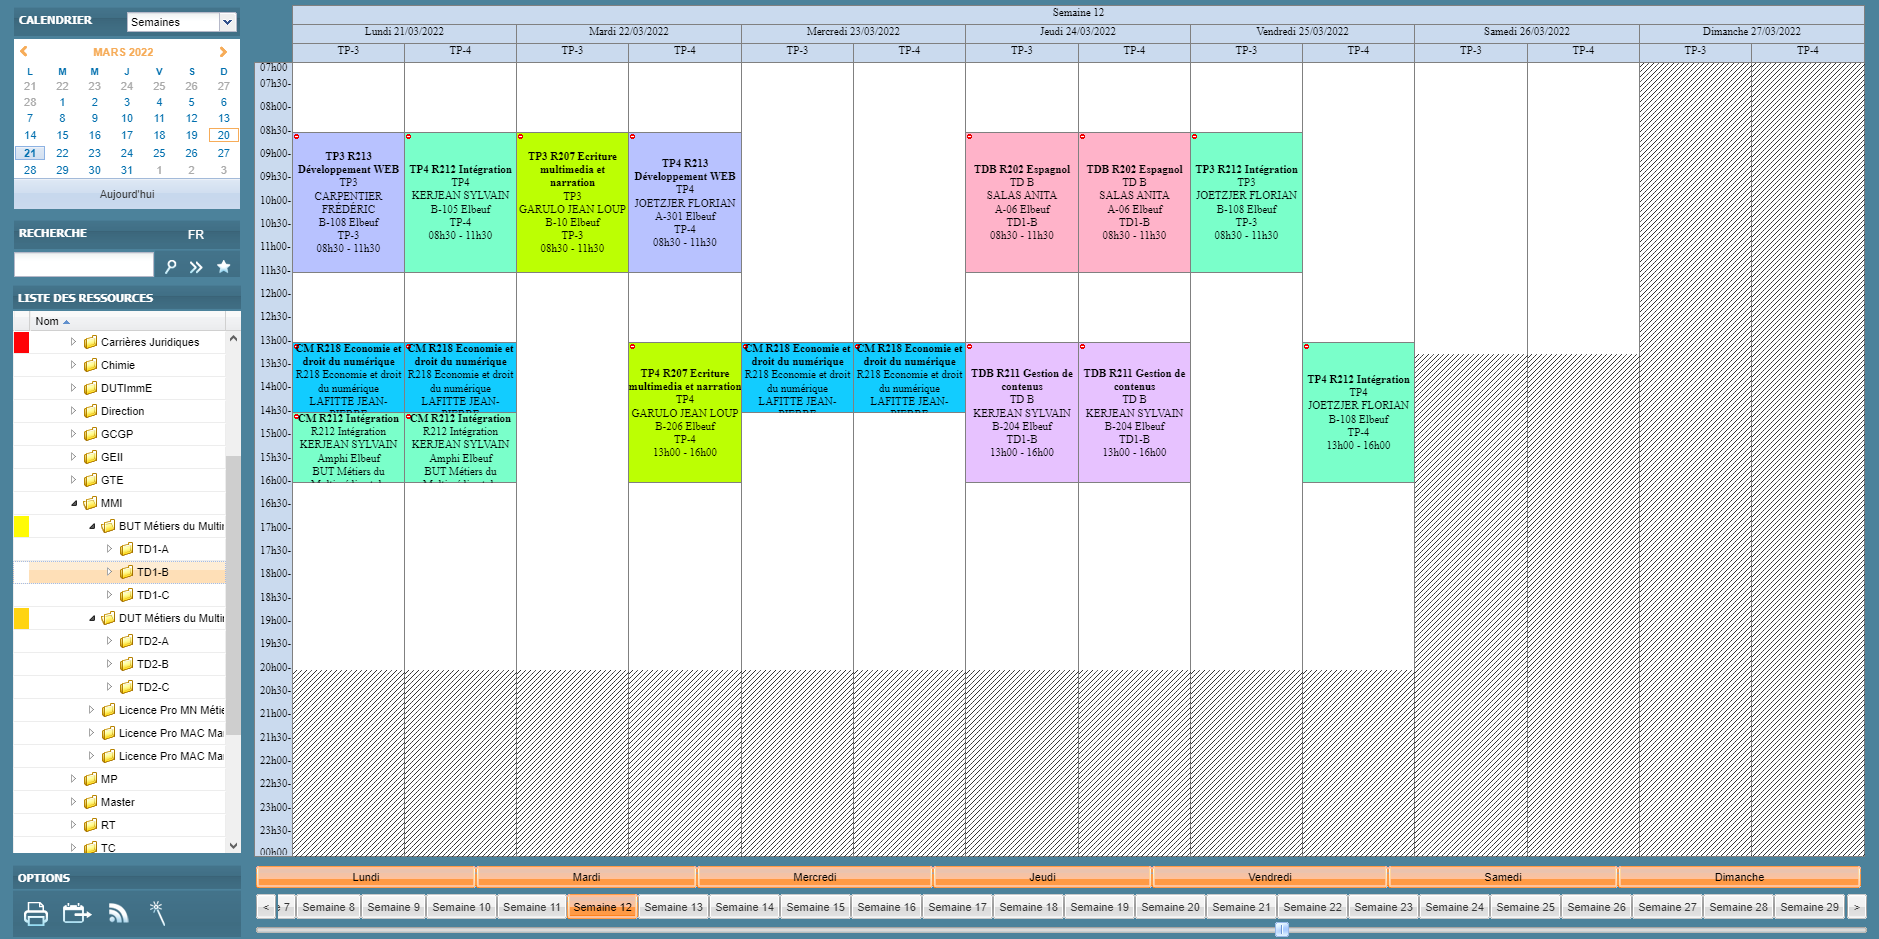 CALENDRIER
Semaines
MARS 2022
L M M J V S D
21 22 23 24 25 26 27
28 1 2 3 4 5 6
7 8 9 10 11 12 13
14 15 16 17 18 19 20
21 22 23 24 25 26 27
28 29 30 31 1 2 3
Aujourd'hui
RECHERCHE FR
LISTE DES RESSOURCES
Nom
Carrières Juridiques
Chimie
DUTImmE
Direction
GCGP
GEII
GTE
MMI
BUT Métiers du Multir
TD1-A
TD1-B
TD1-C
DUT Métiers du Multir
TD2-A
TD2-B
TD2-C
Licence Pro MN Métie
Licence Pro MAC Mar
Licence Pro MAC Mar
MP
Master
RT
TC
OPTIONS
Semaine 12
Lundi 21/03/2022 Mardi 22/03/2022 Mercredi 23/03/2022 Jeudi 24/03/2022 Vendredi 25/03/2022 Samedi 26/03/2022 Dimanche 27/03/2022
TP-3 TP-4 TP-3 TP-4 TP-3 TP-4 TP-3 TP-4 TP-3 TP-4 TP-3 TP-4 TP-3 TP-4
07h00
07h30-
08h00-
08h30-
09h00-
09h30-
10h00-
10h30-
11h00-
11h30-
12h00-
12h30-
13h00-
13h30-
14h00-
14h30-
15h00-
15h30-
16h00-
16h30-
17h00-
17h30-
18h00-
18h30-
19h00-
19h30-
20h00-
20h30-
21h00-
21h30-
22h00-
22h30-
23h00-
23h30-
00h00
TP3 R213
Développement WEB
TP3
CARPENTIER
FRÉDÉRIC
B-108 Elbeuf
TP-3
08h30 - 11h30
TP4 R212 Intégration
TP4
KERJEAN SYLVAIN
B-105 Elbeuf
TP-4
08h30 - 11h30
TP3 R207 Ecriture
multimedia et
narration
TP3
GARULO JEAN LOUP
B-10 Elbeuf
TP-3
08h30 - 11h30
TP4 R213
Développement WEB
TP4
JOETZJER FLORIAN
A-301 Elbeuf
TP-4
08h30 - 11h30
TDB R202 Espagnol
TD B
SALAS ANITA
A-06 Elbeuf
TD1-B
08h30 - 11h30
TDB R202 Espagnol
TD B
SALAS ANITA
A-06 Elbeuf
TD1-B
08h30 - 11h30
TP3 R212 Intégration
TP3
JOETZJER FLORIAN
B-108 Elbeuf
TP-3
08h30 - 11h30
CM R218 Economie et
droit du numérique
R218 Economie et droit
du numérique
LAFITTE JEAN-
PIERRE
CM R218 Economie et
droit du numérique
R218 Economie et droit
du numérique
LAFITTE JEAN-
PIERRE
CM R212 Intégration
R212 Intégration
KERJEAN SYLVAIN
Amphi Elbeuf
BUT Métiers du
CM R212 Intégration
R212 Intégration
KERJEAN SYLVAIN
Amphi Elbeuf
BUT Métiers du
TP4 R207 Ecriture
multimedia et narration
TP4
GARULO JEAN LOUP
B-206 Elbeuf
TP-4
13h00 - 16h00
CM R218 Economie et
droit du numérique
R218 Economie et droit
du numérique
LAFITTE JEAN-
PIERRE
CM R218 Economie et
droit du numérique
R218 Economie et droit
du numérique
LAFITTE JEAN-
PIERRE
TDB R211 Gestion de
contenus
TD B
KERJEAN SYLVAIN
B-204 Elbeuf
TD1-B
13h00 - 16h00
TDB R211 Gestion de
contenus
TD B
KERJEAN SYLVAIN
B-204 Elbeuf
TD1-B
13h00 - 16h00
TP4 R212 Intégration
TP4
JOETZJER FLORIAN
B-108 Elbeuf
TP-4
13h00 - 16h00
Lundi Mardi Mercredi Jeudi Vendredi Samedi Dimanche
< 7 Semaine 8 Semaine 9 Semaine 10 Semaine 11 Semaine 12 Semaine 13 Semaine 14 Semaine 15 Semaine 16 Semaine 17 Semaine 18 Semaine 19 Semaine 20 Semaine 21 Semaine 22 Semaine 23 Semaine 24 Semaine 25 Semaine 26 Semaine 27 Semaine 28 Semaine 29 >